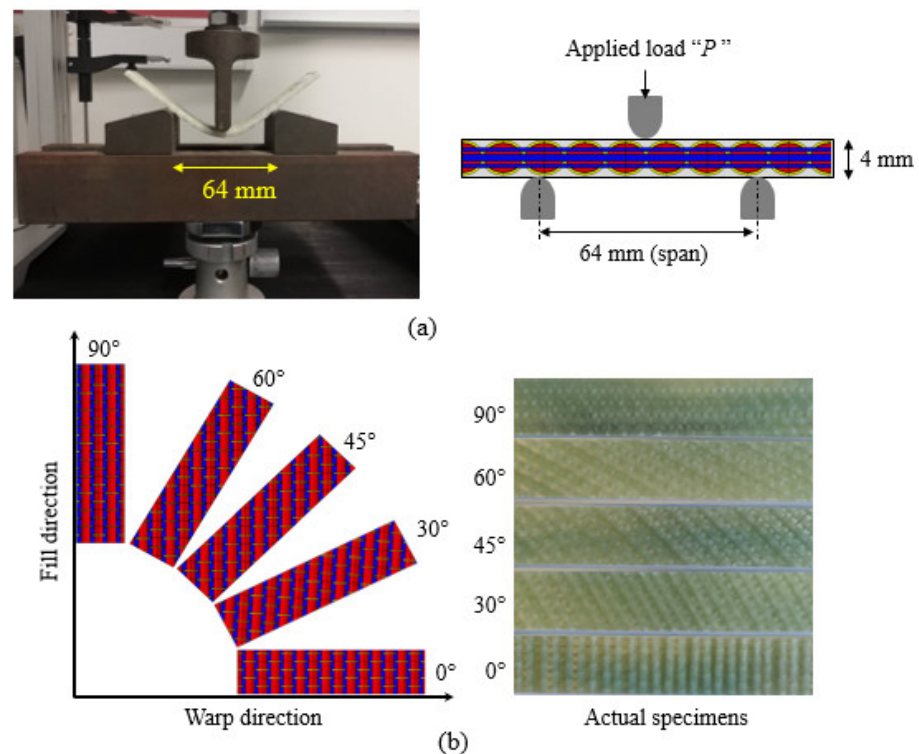 Applied load “P ”
64 mm
4 mm
64 mm (span)
(a)
90°
60°
45°
30°
0°
Fill direction
Warp direction
90°
60°
45°
30°
0°
Actual specimens
(b)